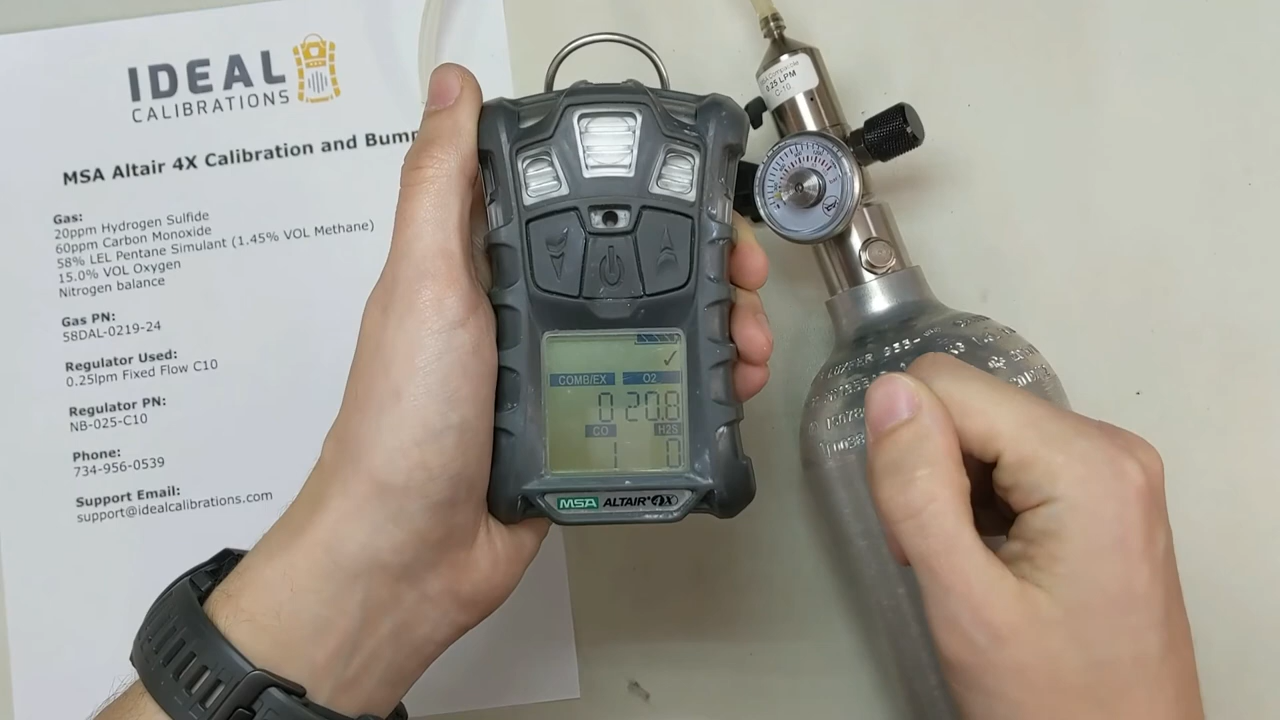 IDEAL
CALIBRATIONS
MSA Altair 4X Calibration and Bump
Gas:
20ppm Hydrogen Sulfide
60ppm Carbon Monoxide
58% LEL Pentane Simulant (1.45% VOL Methane)
15.0% VOL Oxygen
Nitrogen balance
Gas PN:
58DAL-0219-24
Regulator Used:
0.25lpm Fixed Flow C10
Regulator PN:
NB-025-C10
Phone:
734-956-0539
Support Email:
support@idealcalibrations.com
COMB/EX O2
0 20.8
CO H2S
1 0
MSA ALTAIR 4X
0.25 LPM
C-10